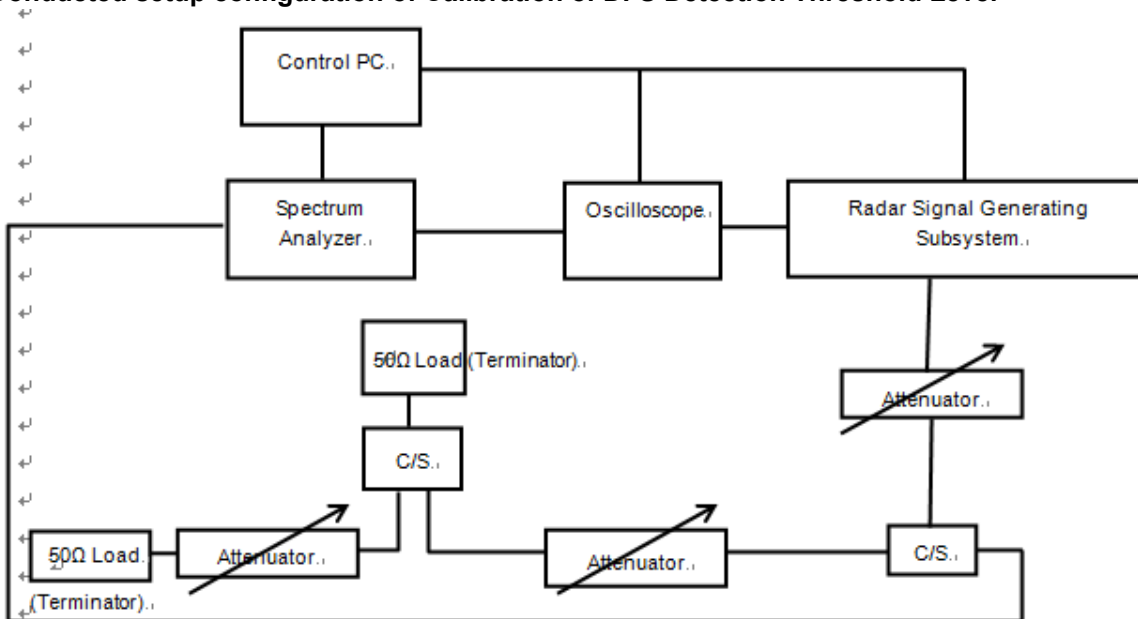 Conducted setup configuration of Calibration of DFS Detection Threshold Level
Control PC.
Spectrum
Analyzer.
Oscilloscope.
Radar Signal Generating
Subsystem.
50Ω Load (Terminator).
Attenuator.
C/S.
50Ω Load.
Attenuator.
Attenuator.
C/S.
(Terminator).